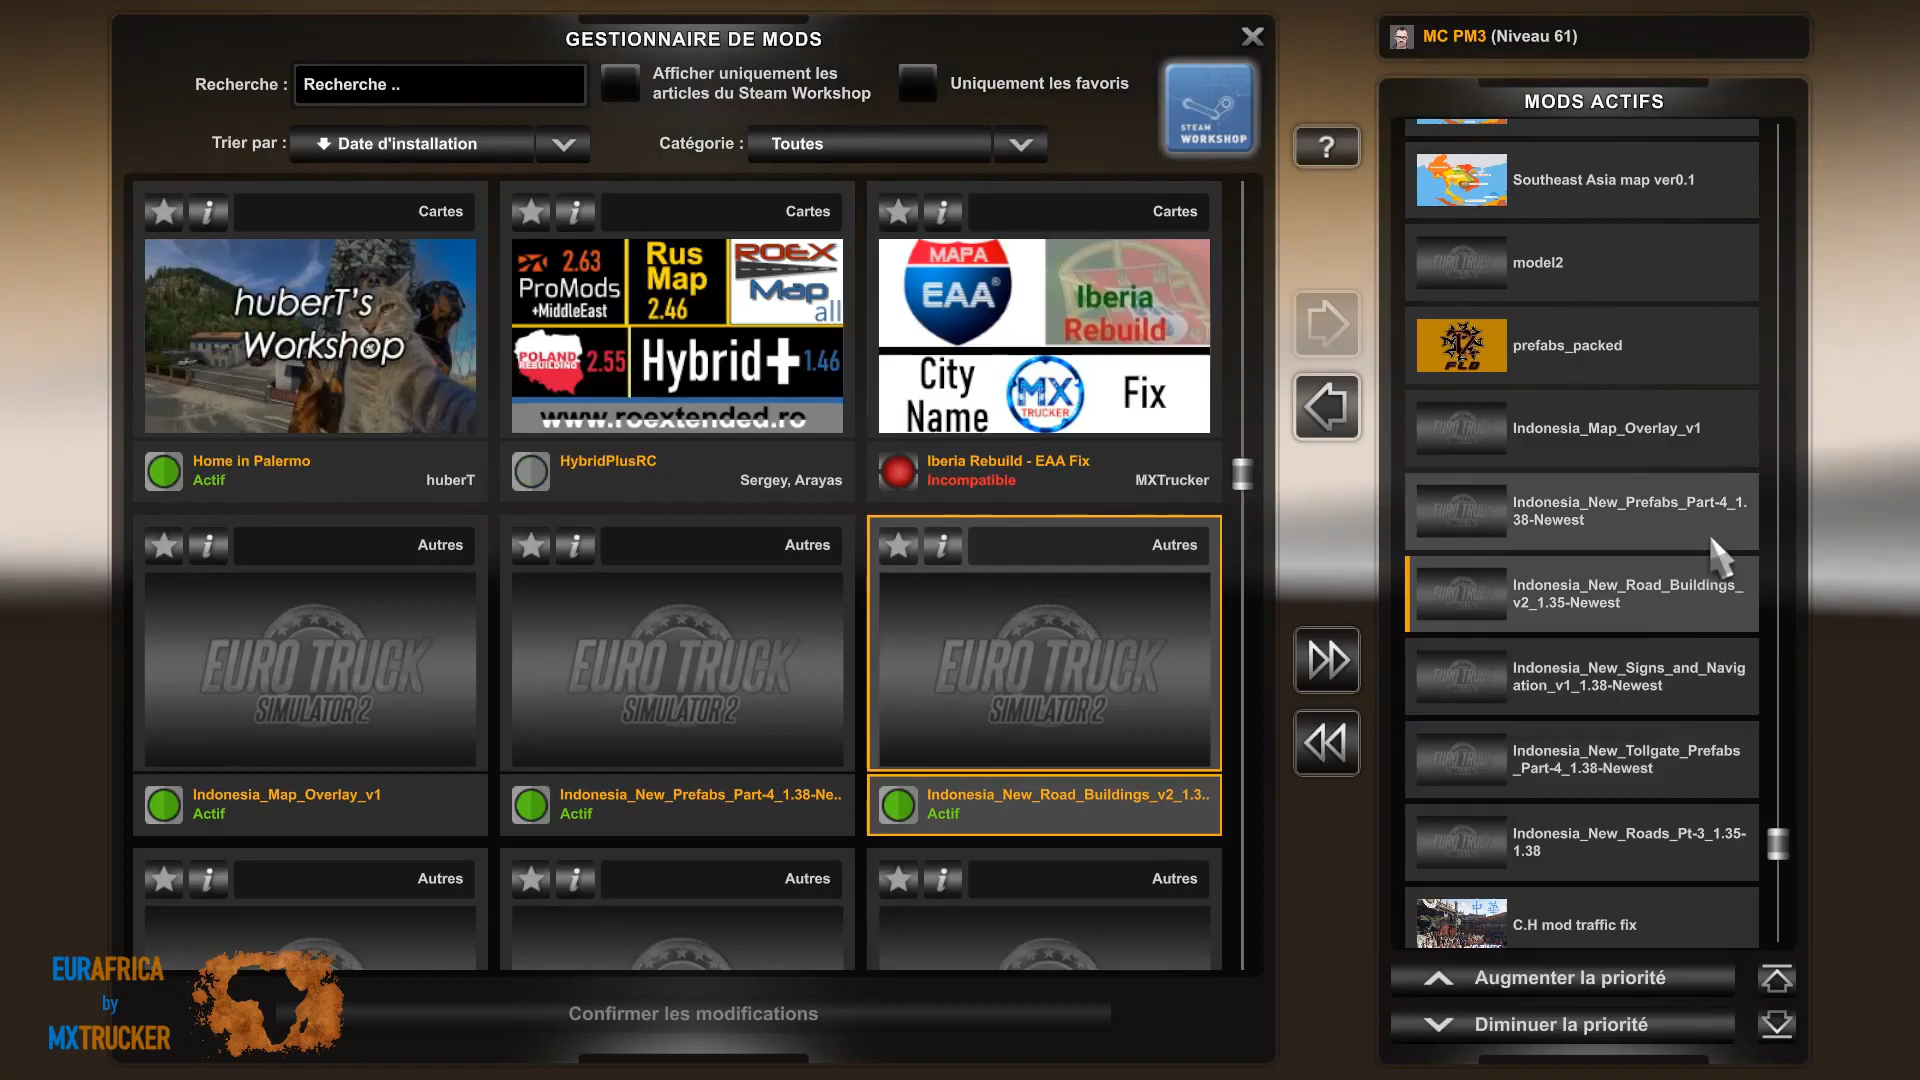 GESTIONNAIRE DE MODS
Recherche :
Recherche ..
Afficher uniquement les
articles du Steam Workshop
Uniquement les favoris
STEAM
WORKSHOP
Trier par :
Date d'installation
Catégorie :
Toutes
Cartes
Cartes
Cartes
huberT's
Workshop
2.63
ProMods
+MiddleEast
Rus
Map
2.46
ROEX
Map
all
POLAND
REBUILDING
2.55
Hybrid+
1.46
www.roextended.ro
MAPA
EAA®
Iberia
Rebuild
City
Name
MX
TRUCKER
Fix
Home in Palermo
Actif
huberT
HybridPlusRC
Sergey, Arayas
Iberia Rebuild - EAA Fix
Incompatible
MXTrucker
Autres
Autres
Autres
EURO TRUCK
SIMULATOR 2
EURO TRUCK
SIMULATOR 2
EURO TRUCK
SIMULATOR 2
Indonesia_Map_Overlay_v1
Actif
Indonesia_New_Prefabs_Part-4_1.38-Ne..
Actif
Indonesia_New_Road_Buildings_v2_1.3..
Actif
Autres
Autres
Autres
EURAFRICA
by
MXTRUCKER
Confirmer les modifications
?
MC PM3 (Niveau 61)
MODS ACTIFS
Southeast Asia map ver0.1
model2
FLD
prefabs_packed
Indonesia_Map_Overlay_v1
Indonesia_New_Prefabs_Part-4_1.
38-Newest
Indonesia_New_Road_Buildings_
v2_1.35-Newest
Indonesia_New_Signs_and_Navig
ation_v1_1.38-Newest
Indonesia_New_Tollgate_Prefabs
_Part-4_1.38-Newest
Indonesia_New_Roads_Pt-3_1.35-
1.38
中華
C.H mod traffic fix
Augmenter la priorité
Diminuer la priorité